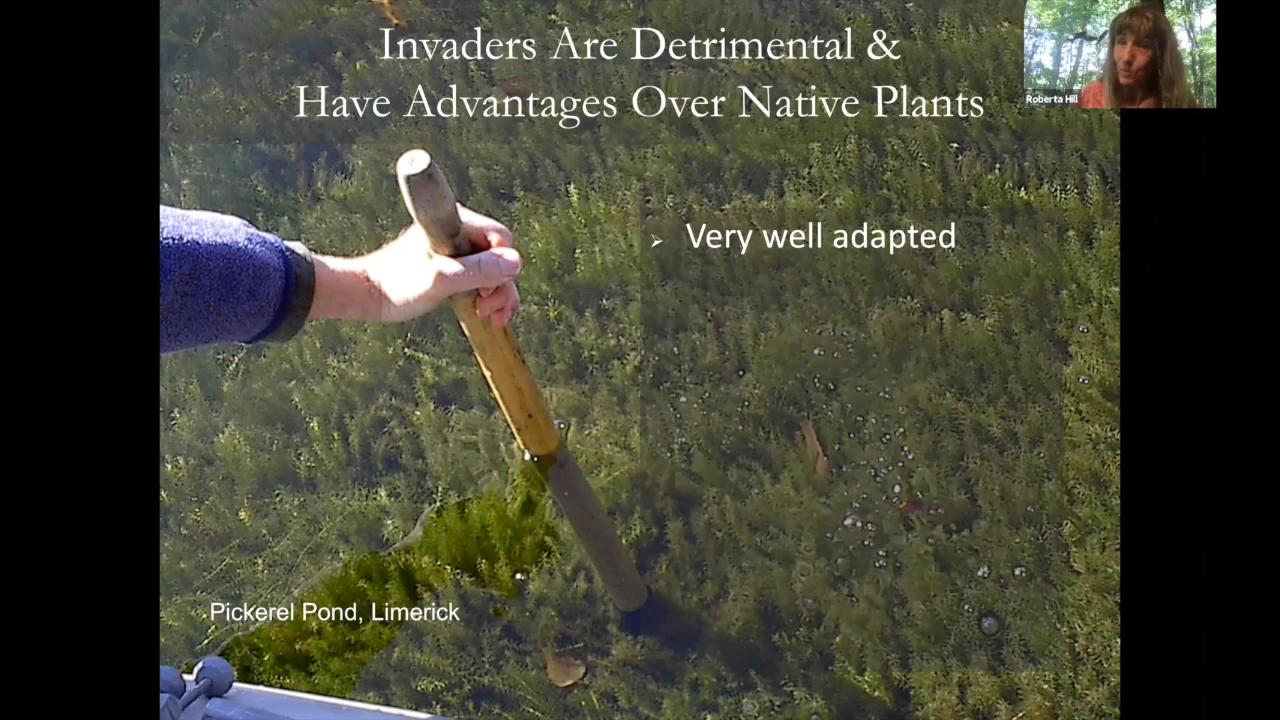 Invaders Are Detrimental &
Have Advantages Over Native Plants
Roberta Hill
➢ Very well adapted
Pickerel Pond, Limerick